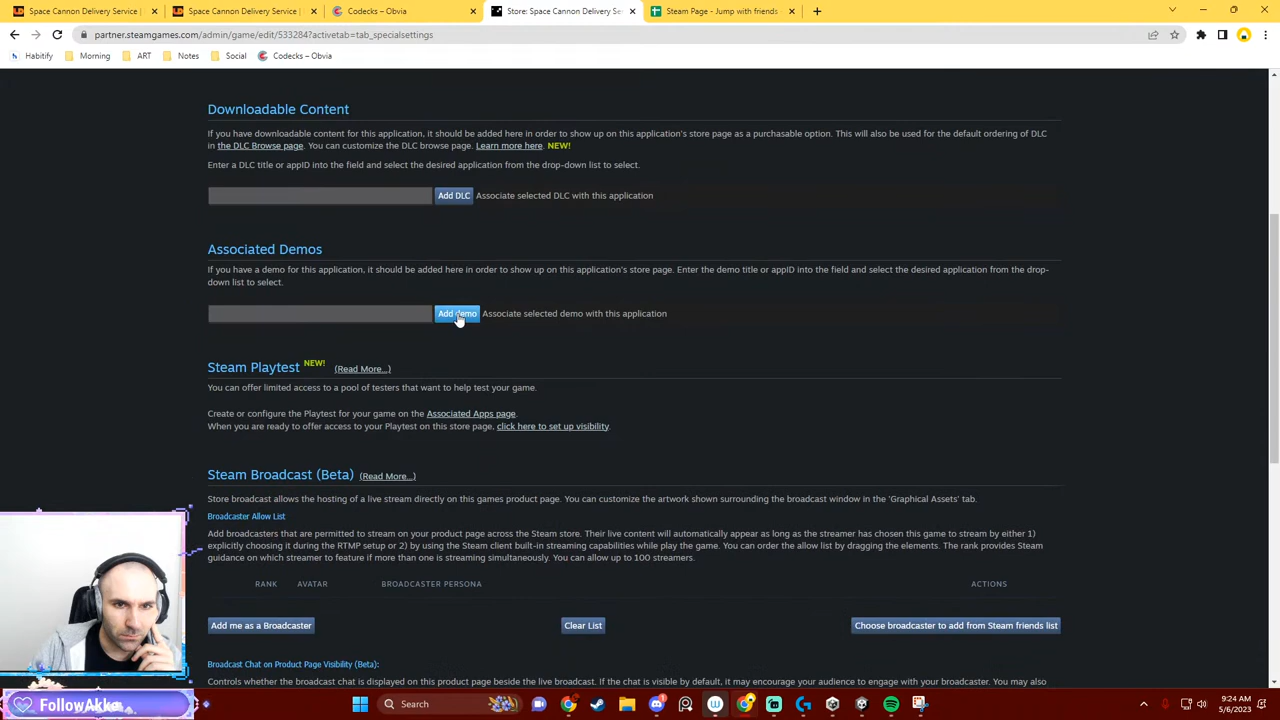 Space Cannon Delivery Service |
Space Cannon Delivery Service |
Codecks – Obvia
Store: Space Cannon Delivery Se
Steam Page - Jump with friends
partner.steamgames.com/admin/game/edit/533284?activetab=tab_specialsettings
Habitify
Morning
ART
Notes
Social
Codecks – Obvia
Downloadable Content
If you have downloadable content for this application, it should be added here in order to show up on this application's store page as a purchasable option. This will also be used for the default ordering of DLC
in the DLC Browse page. You can customize the DLC browse page. Learn more here. NEW!
Enter a DLC title or appID into the field and select the desired application from the drop-down list to select.
Add DLC Associate selected DLC with this application
Associated Demos
If you have a demo for this application, it should be added here in order to show up on this application's store page. Enter the demo title or appID into the field and select the desired application from the drop-
down list to select.
Add demo Associate selected demo with this application
Steam Playtest NEW! (Read More...)
You can offer limited access to a pool of testers that want to help test your game.
Create or configure the Playtest for your game on the Associated Apps page.
When you are ready to offer access to your Playtest on this store page, click here to set up visibility.
Steam Broadcast (Beta) (Read More...)
Store broadcast allows the hosting of a live stream directly on this games product page. You can customize the artwork shown surrounding the broadcast window in the 'Graphical Assets' tab.
Broadcaster Allow List
Add broadcasters that are permitted to stream on your product page across the Steam store. Their live content will automatically appear as long as the streamer has chosen this game to stream by either 1)
explicitly choosing it during the RTMP setup or 2) by using the Steam client built-in streaming capabilities while play the game. You can order the allow list by dragging the elements. The rank provides Steam
guidance on which streamer to feature if more than one is streaming simultaneously. You can allow up to 100 streamers.
RANK AVATAR BROADCASTER PERSONA ACTIONS
Add me as a Broadcaster Clear List Choose broadcaster to add from Steam friends list
Broadcast Chat on Product Page Visibility (Beta):
Controls whether the broadcast chat is displayed on this product page beside the live broadcast. If the chat is visible by default, it may encourage your audience to engage with your broadcaster. You may also
FollowAkko
Search
9:24 AM
5/6/2023